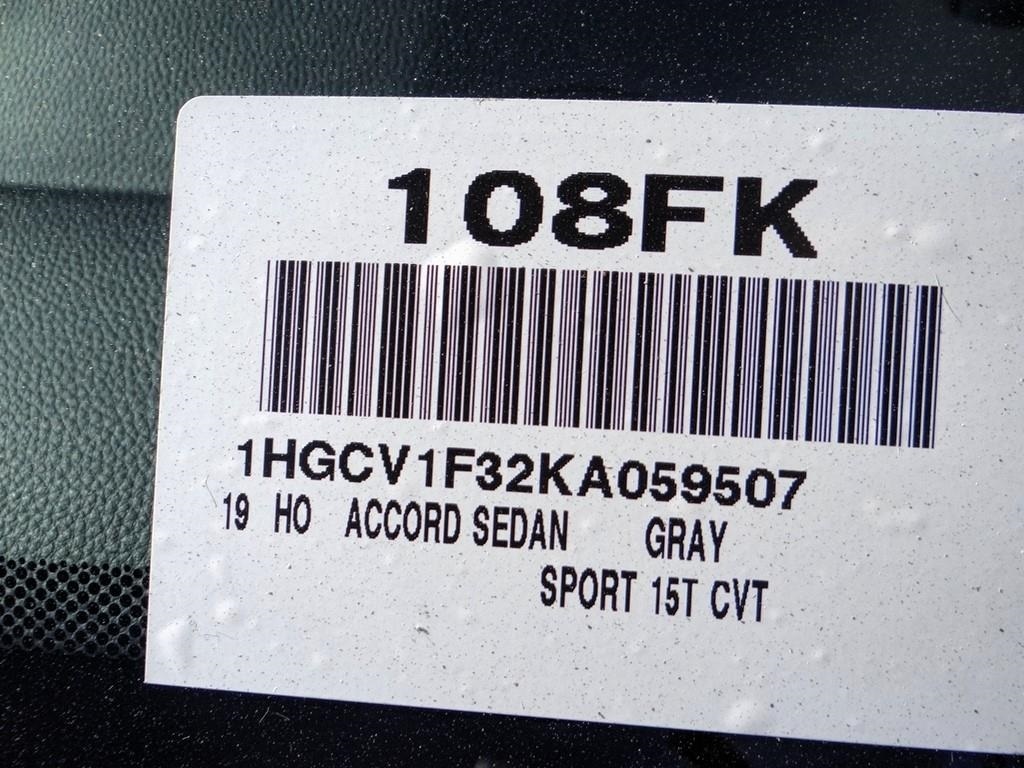 108FK
1HGCV1F32KA059507
19 HO ACCORD SEDAN GRAY
SPORT 15T CVT